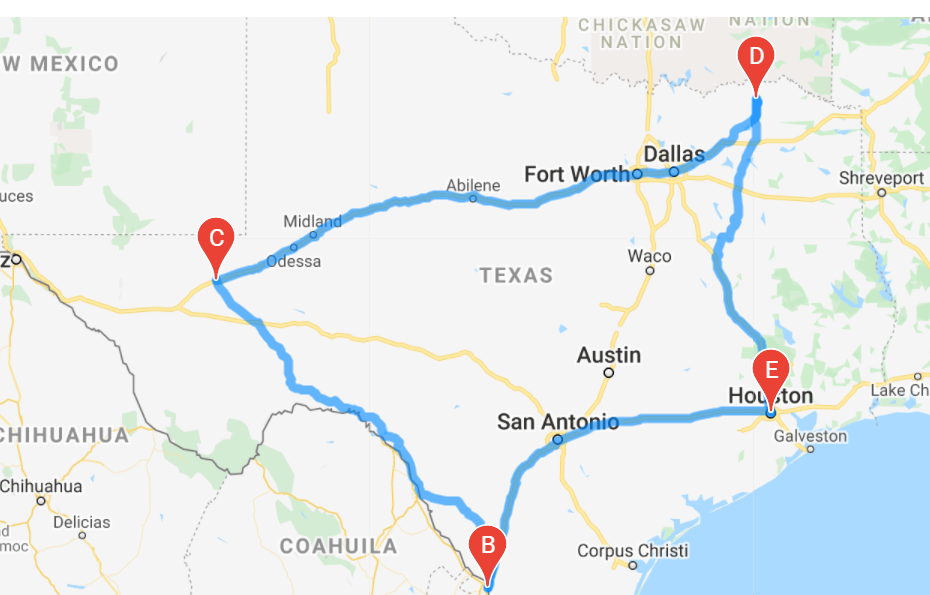 CHICKASAW
NATION
NATION
W MEXICO
D
Dallas
Fort Worth
Abilene
Shreveport
uces
Midland
C
Odessa
Waco
TEXAS
z
Austin
E
Houston
Lake Ch
San Antonio
Galveston
CHIHUAHUA
Chihuahua
Delicias
moc
COAHUILA
B
Corpus Christi